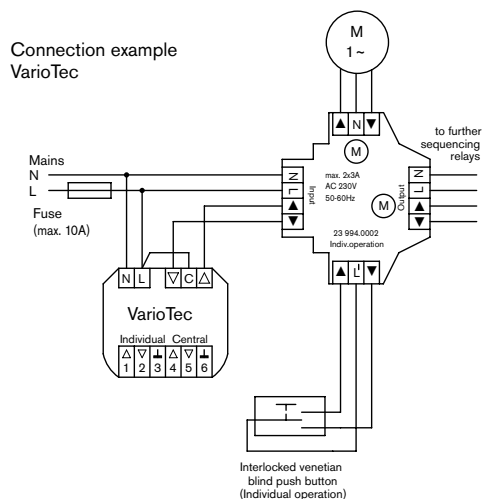 Connection example
VarioTec
M
1 ~
▲ N ▼
M
to further
sequencing
relays
Mains
N
L
Fuse
(max. 10A)
N
L
▲
▼
Input
max. 2x3A
AC 230V
50-60Hz
M
23 994.0002
Indiv.operation
Output
N
L
▲
▼
▲ L' ▼
N L ▽ C △
VarioTec
Individual Central
△ ▽ ⊥ △ ▽ ⊥
1 2 3 4 5 6
Interlocked venetian
blind push button
(Individual operation)